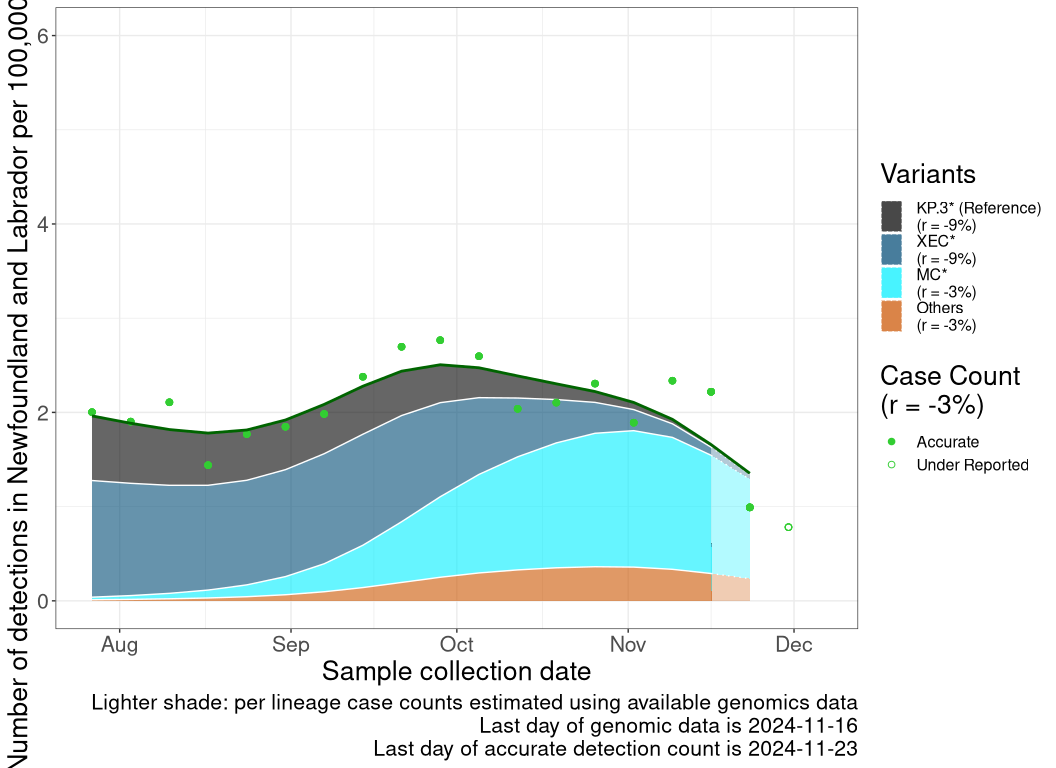 Number of detections in Newfoundland and Labrador per 100,000
6
4
2
0
Aug
Sep
Oct
Nov
Dec
Sample collection date
Lighter shade: per lineage case counts estimated using available genomics data
Last day of genomic data is 2024-11-16
Last day of accurate detection count is 2024-11-23
Variants
KP.3* (Reference)
(r = -9%)
XEC*
(r = -9%)
MC*
(r = -3%)
Others
(r = -3%)
Case Count
(r = -3%)
Accurate
Under Reported